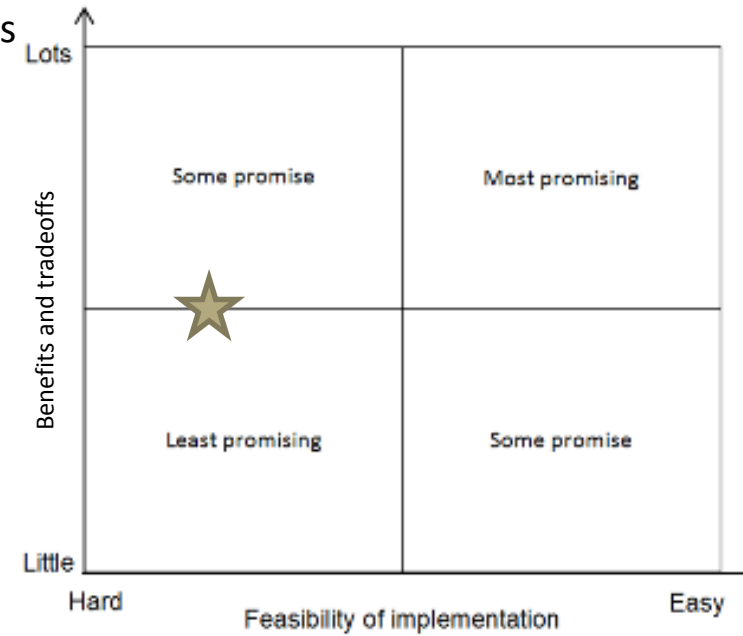 s
Lots
Some promise
Most promising
Benefits and tradeoffs
Least promising
Some promise
Little
Hard
Easy
Feasibility of implementation